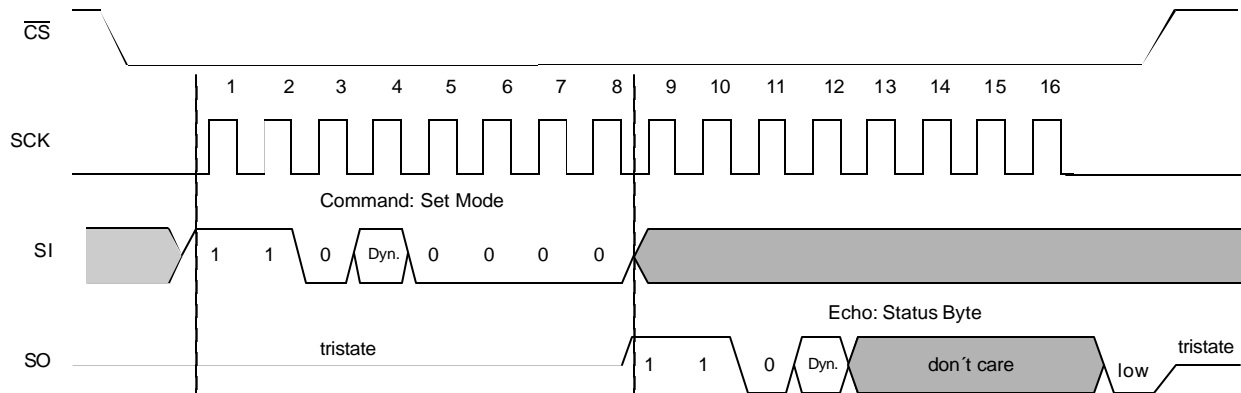 C̅S̅
1 2 3 4 5 6 7 8 9 10 11 12 13 14 15 16
SCK
Command: Set Mode
SI
1 1 0 Dyn. 0 0 0 0
Echo: Status Byte
SO
tristate
1 1 0 Dyn. don´t care low
tristate